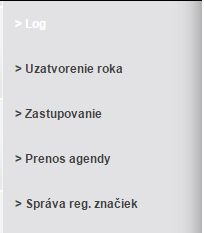 > Log
> Uzatvorenie roka
> Zastupovanie
> Prenos agendy
> Správa reg. značiek